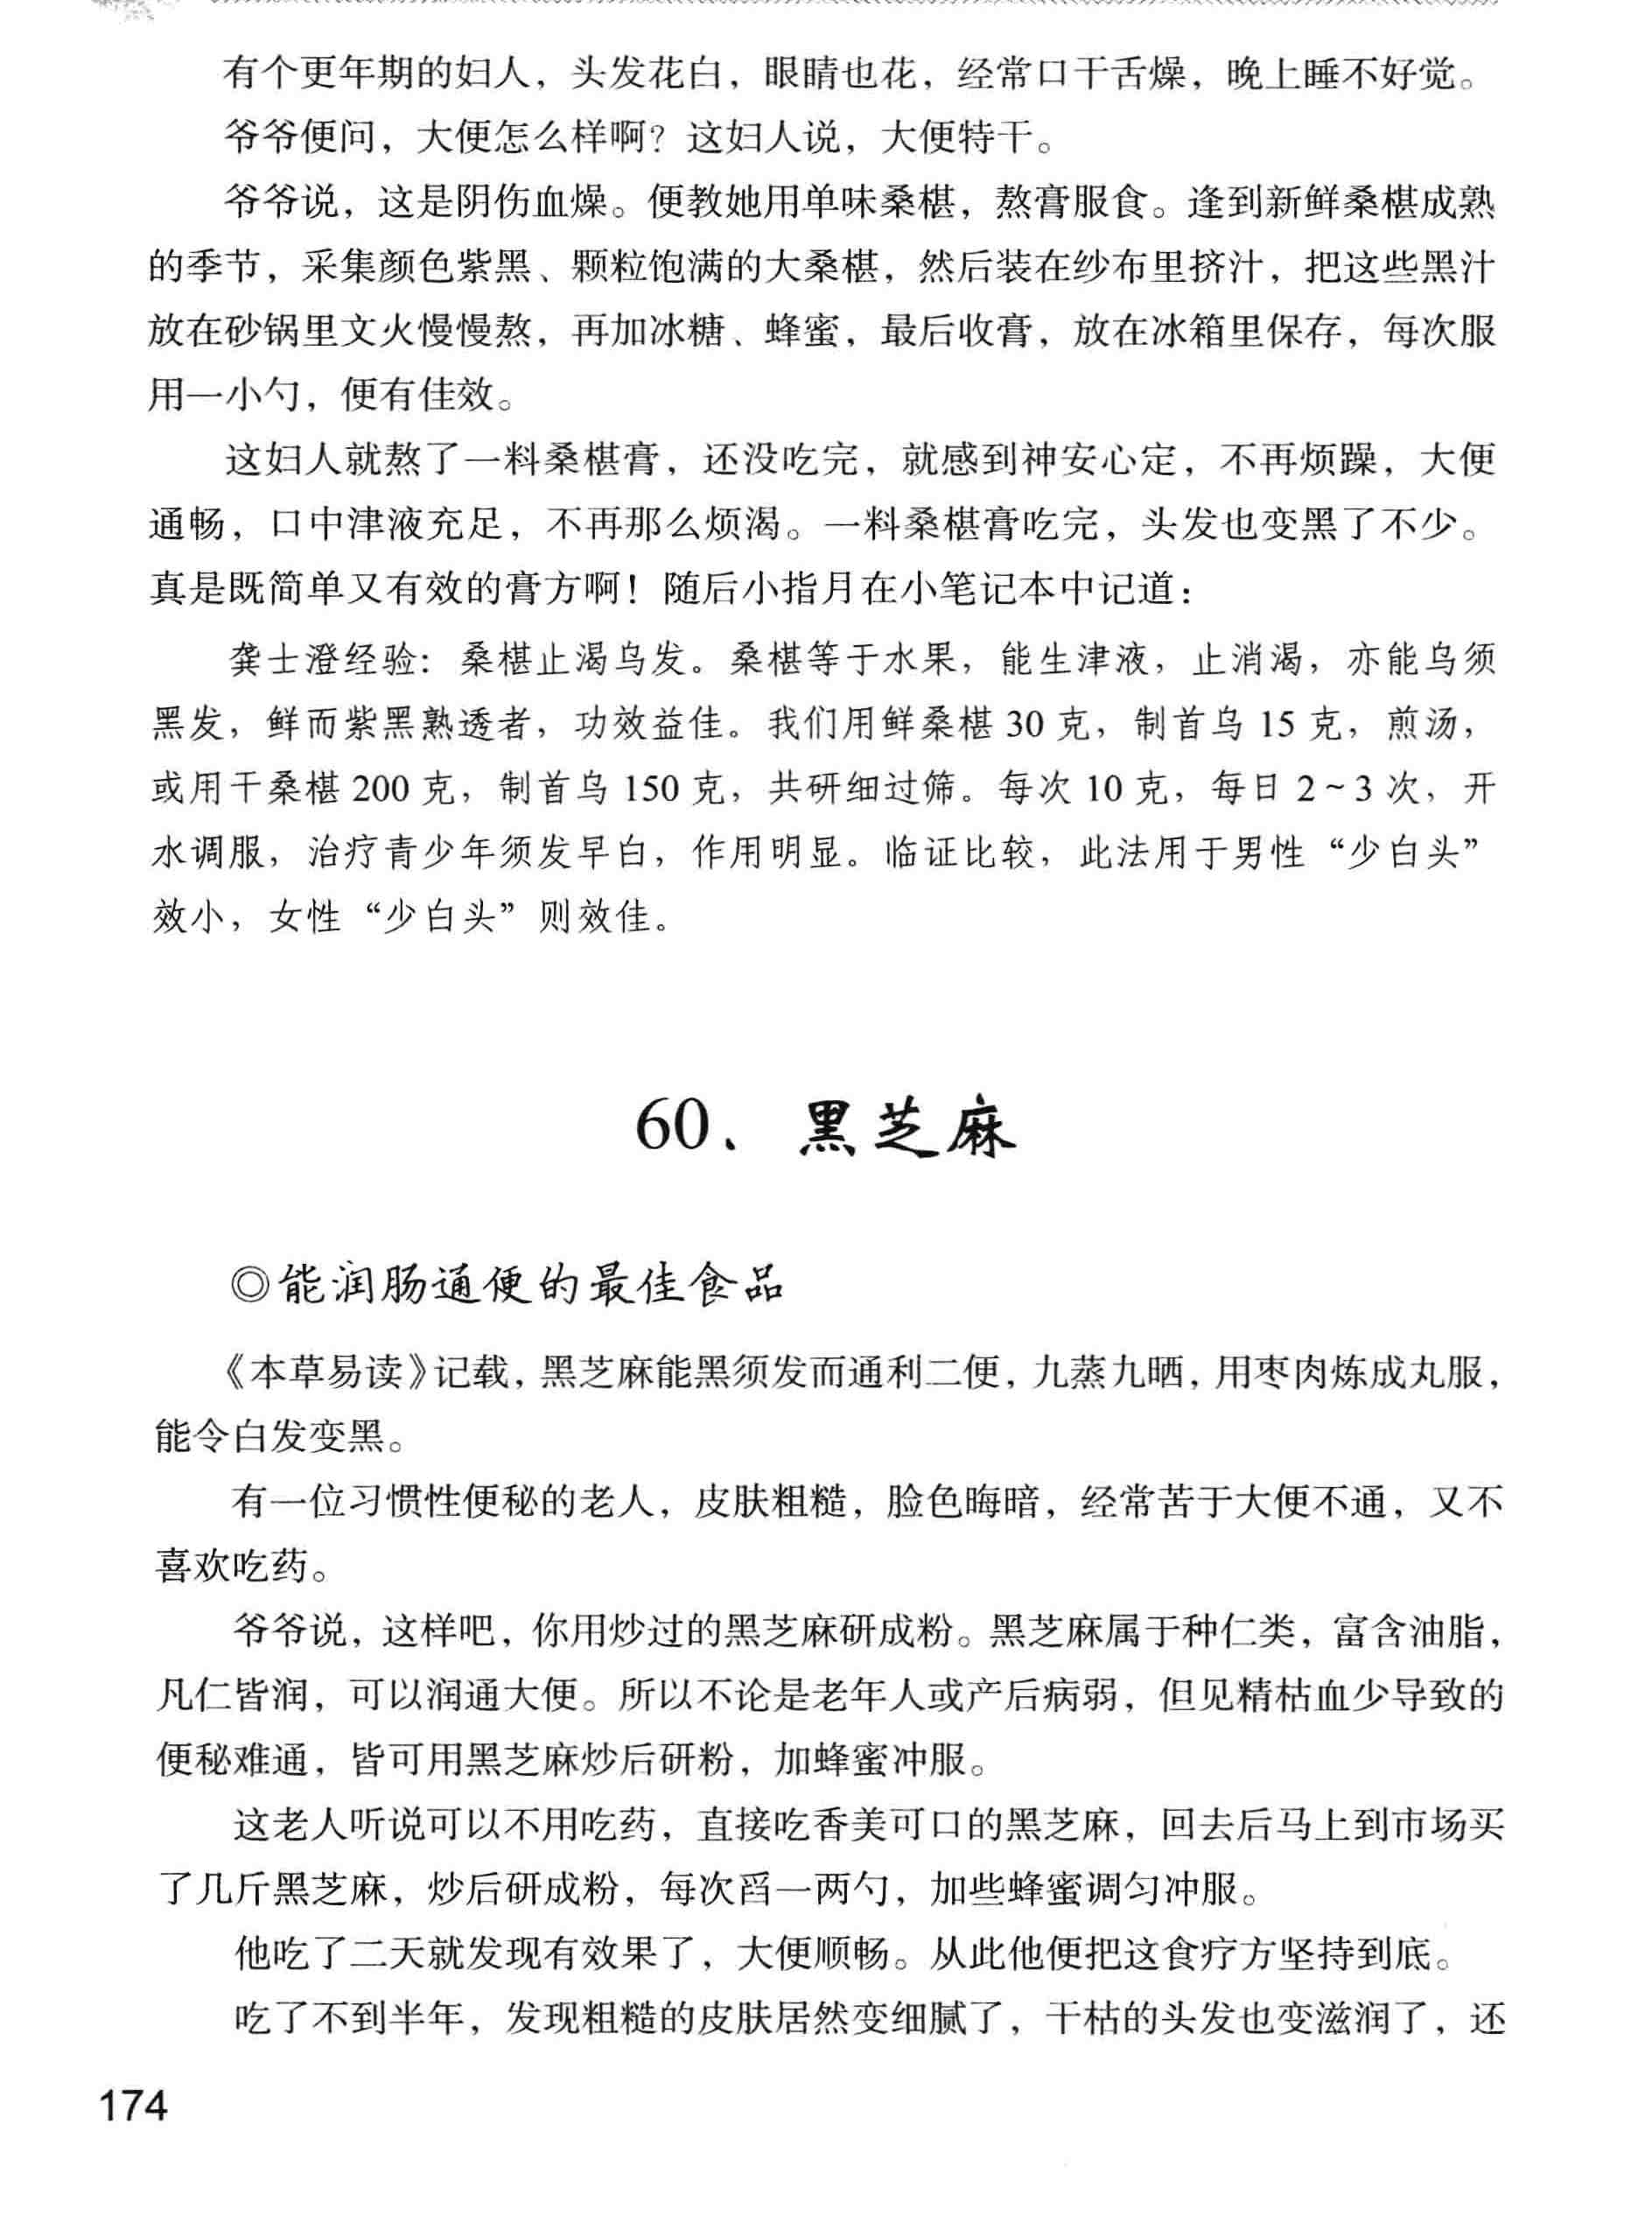 有个更年期的妇人，头发花白，眼睛也花，经常口干舌燥，晚上睡不好觉。
爷爷便问，大便怎么样啊？这妇人说，大便特干。
爷爷说，这是阴伤血燥。便教她用单味桑椹，熬膏服食。逢到新鲜桑椹成熟
的季节，采集颜色紫黑、颗粒饱满的大桑椹，然后装在纱布里挤汁，把这些黑汁
放在砂锅里文火慢慢熬，再加冰糖、蜂蜜，最后收膏，放在冰箱里保存，每次服
用一小勺，便有佳效。
这妇人就熬了一料桑椹膏，还没吃完，就感到神安心定，不再烦躁，大便
通畅，口中津液充足，不再那么烦渴。一料桑椹膏吃完，头发也变黑了不少。
真是既简单又有效的膏方啊！随后小指月在小笔记本中记道：
龚士澄经验：桑椹止渴乌发。桑椹等于水果，能生津液，止消渴，亦能乌须
黑发，鲜而紫黑熟透者，功效益佳。我们用鲜桑椹 30 克，制首乌 15 克，煎汤，
或用干桑椹 200 克，制首乌 150 克，共研细过筛。每次 10 克，每日 2～3 次，开
水调服，治疗青少年须发早白，作用明显。临证比较，此法用于男性“少白头”
效小，女性“少白头”则效佳。
60、黑芝麻
◎能润肠通便的最佳食品
《本草易读》记载，黑芝麻能黑须发而通利二便，九蒸九晒，用枣肉炼成丸服，
能令白发变黑。
有一位习惯性便秘的老人，皮肤粗糙，脸色晦暗，经常苦于大便不通，又不
喜欢吃药。
爷爷说，这样吧，你用炒过的黑芝麻研成粉。黑芝麻属于种仁类，富含油脂，
凡仁皆润，可以润通大便。所以不论是老年人或产后病弱，但见精枯血少导致的
便秘难通，皆可用黑芝麻炒后研粉，加蜂蜜冲服。
这老人听说可以不用吃药，直接吃香美可口的黑芝麻，回去后马上到市场买
了几斤黑芝麻，炒后研成粉，每次舀一两勺，加些蜂蜜调匀冲服。
他吃了二天就发现有效果了，大便顺畅。从此他便把这食疗方坚持到底。
吃了不到半年，发现粗糙的皮肤居然变细腻了，干枯的头发也变滋润了，还
174